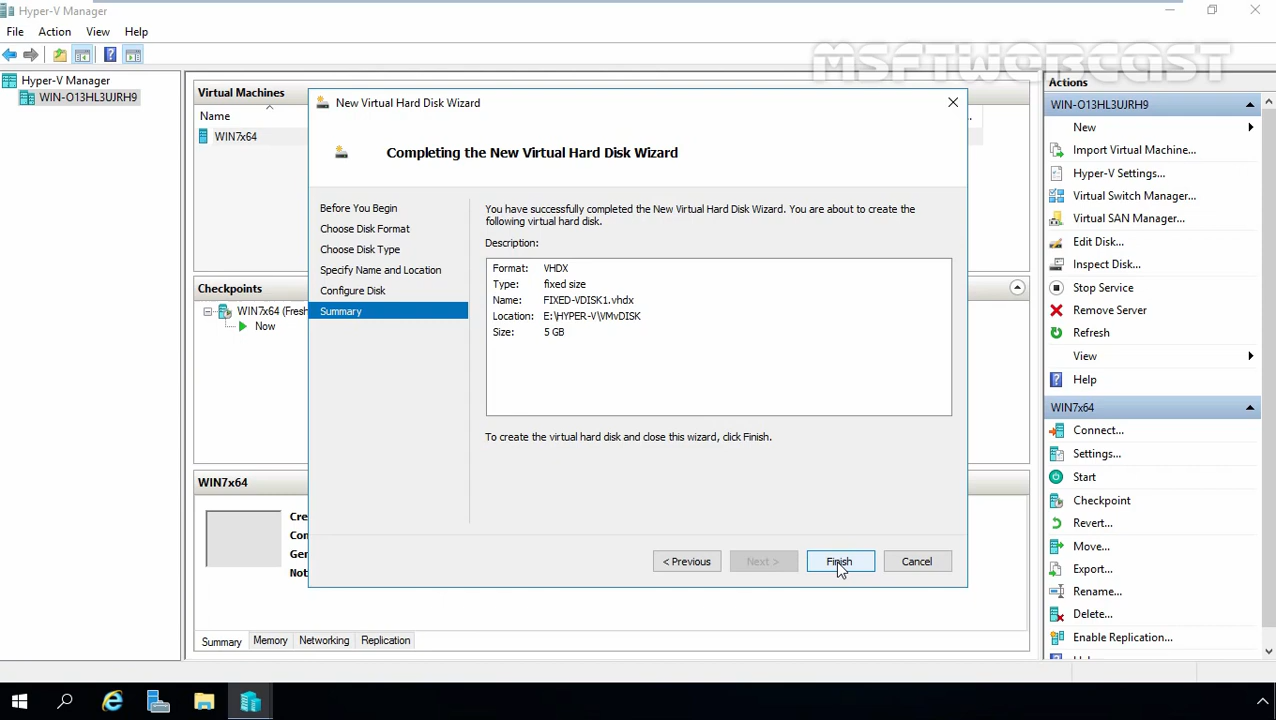 Hyper-V Manager
File Action View Help
MSFTWEBCAST
Hyper-V Manager
WIN-O13HL3UJRH9
Virtual Machines
Name
WIN7x64
Checkpoints
WIN7x64 (Fresh
Now
WIN7x64
Cre
Con
Gen
Not
Summary Memory Networking Replication
New Virtual Hard Disk Wizard
Completing the New Virtual Hard Disk Wizard
Before You Begin
Choose Disk Format
Choose Disk Type
Specify Name and Location
Configure Disk
Summary
You have successfully completed the New Virtual Hard Disk Wizard. You are about to create the
following virtual hard disk.
Description:
Format: VHDX
Type: fixed size
Name: FIXED-VDISK1.vhdx
Location: E:\HYPER-V\VMvDISK
Size: 5 GB
To create the virtual hard disk and close this wizard, click Finish.
< Previous Next > Finish Cancel
Actions
WIN-O13HL3UJRH9
New
Import Virtual Machine...
Hyper-V Settings...
Virtual Switch Manager...
Virtual SAN Manager...
Edit Disk...
Inspect Disk...
Stop Service
Remove Server
Refresh
View
Help
WIN7x64
Connect...
Settings...
Start
Checkpoint
Revert...
Move...
Export...
Rename...
Delete...
Enable Replication...